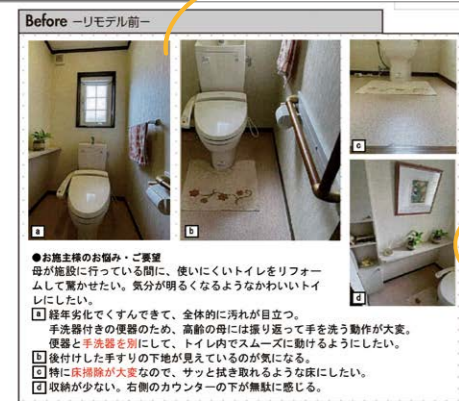 Before −リモデル前−
a
b
c
d
●お施主様のお悩み・ご要望
母が施設に行っている間に、使いにくいトイレをリフォー
ムして驚かせたい。気分が明るくなるようなかわいいトイ
レにしたい。
a 経年劣化でくすんできて、全体的に汚れが目立つ。
手洗器付きの便器のため、高齢の母には振り返って手を洗う動作が大変。
便器と手洗器を別にして、トイレ内でスムーズに動けるようにしたい。
b 後付けした手すりの下地が見えているのが気になる。
c 特に床掃除が大変なので、サッと拭き取れるような床にしたい。
d 収納が少ない。右側のカウンターの下が無駄に感じる。